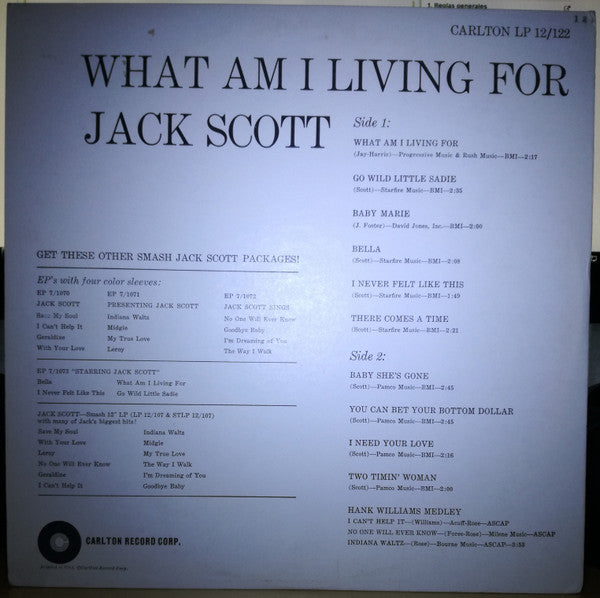 1. Reglas generales
12
CARLTON LP 12/122
WHAT AM I LIVING FOR
JACK SCOTT
Side 1:
WHAT AM I LIVING FOR
(Jay-Harris)—Progressive Music & Rush Music—BMI—2:17
GO WILD LITTLE SADIE
(Scott)—Starfire Music—BMI—2:35
BABY MARIE
(J. Foster)—David Jones, Inc.—BMI—2:00
BELLA
(Scott)—Starfire Music—BMI—2:08
I NEVER FELT LIKE THIS
(Scott)—Starfire Music—BMI—1:49
THERE COMES A TIME
(Scott)—Starfire Music—BMI—2:21
Side 2:
BABY SHE'S GONE
(Scott)—Pamco Music—BMI—2:45
YOU CAN BET YOUR BOTTOM DOLLAR
(Scott)—Pamco Music—BMI—2:45
I NEED YOUR LOVE
(Scott)—Pamco Music—BMI—2:16
TWO TIMIN' WOMAN
(Scott)—Pamco Music—BMI—2:00
HANK WILLIAMS MEDLEY
I CAN'T HELP IT—(Williams)—Acuff-Rose—ASCAP
NO ONE WILL EVER KNOW—(Foree-Rose)—Milene Music—ASCAP
INDIANA WALTZ—(Rose)—Bourne Music—ASCAP—3:53
GET THESE OTHER SMASH JACK SCOTT PACKAGES!
EP's with four color sleeves:
EP 7/1070 EP 7/1071 EP 7/1072
JACK SCOTT PRESENTING JACK SCOTT JACK SCOTT SINGS
Save My Soul Indiana Waltz No One Will Ever Know
I Can't Help It Midgie Goodbye Baby
Geraldine My True Love I'm Dreaming of You
With Your Love Leroy The Way I Walk
EP 7/1073 "STARRING JACK SCOTT"
Bella What Am I Living For
I Never Felt Like This Go Wild Little Sadie
JACK SCOTT—Smash 12" LP (LP 12/107 & STLP 12/107)
with many of Jack's biggest hits!
Save My Soul Indiana Waltz
With Your Love Midgie
Leroy My True Love
No One Will Ever Know The Way I Walk
Geraldine I'm Dreaming of You
I Can't Help It Goodbye Baby
CARLTON RECORD CORP.
Printed in U.S.A. ©Carlton Record Corp.